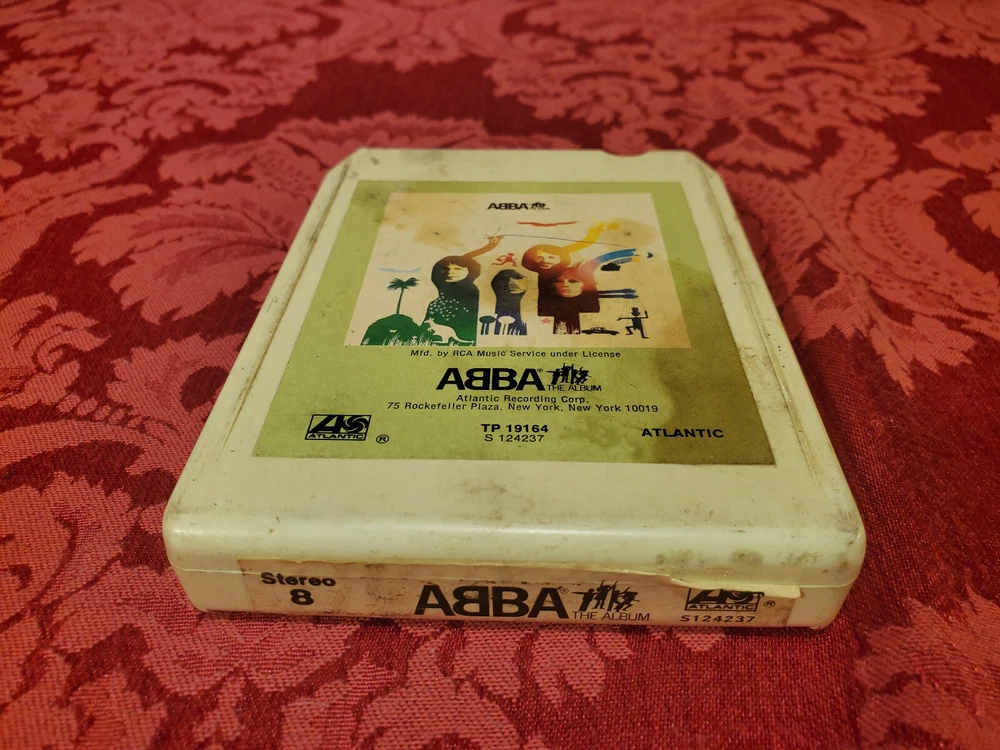 ABBA
Mfd. by RCA Music Service under License
ABBA®
THE ALBUM
Atlantic Recording Corp.
75 Rockefeller Plaza, New York, New York 10019
ATLANTIC ®
TP 19164
S 124237
ATLANTIC
Stereo
8
ABBA®
THE ALBUM
ATLANTIC ®
S124237